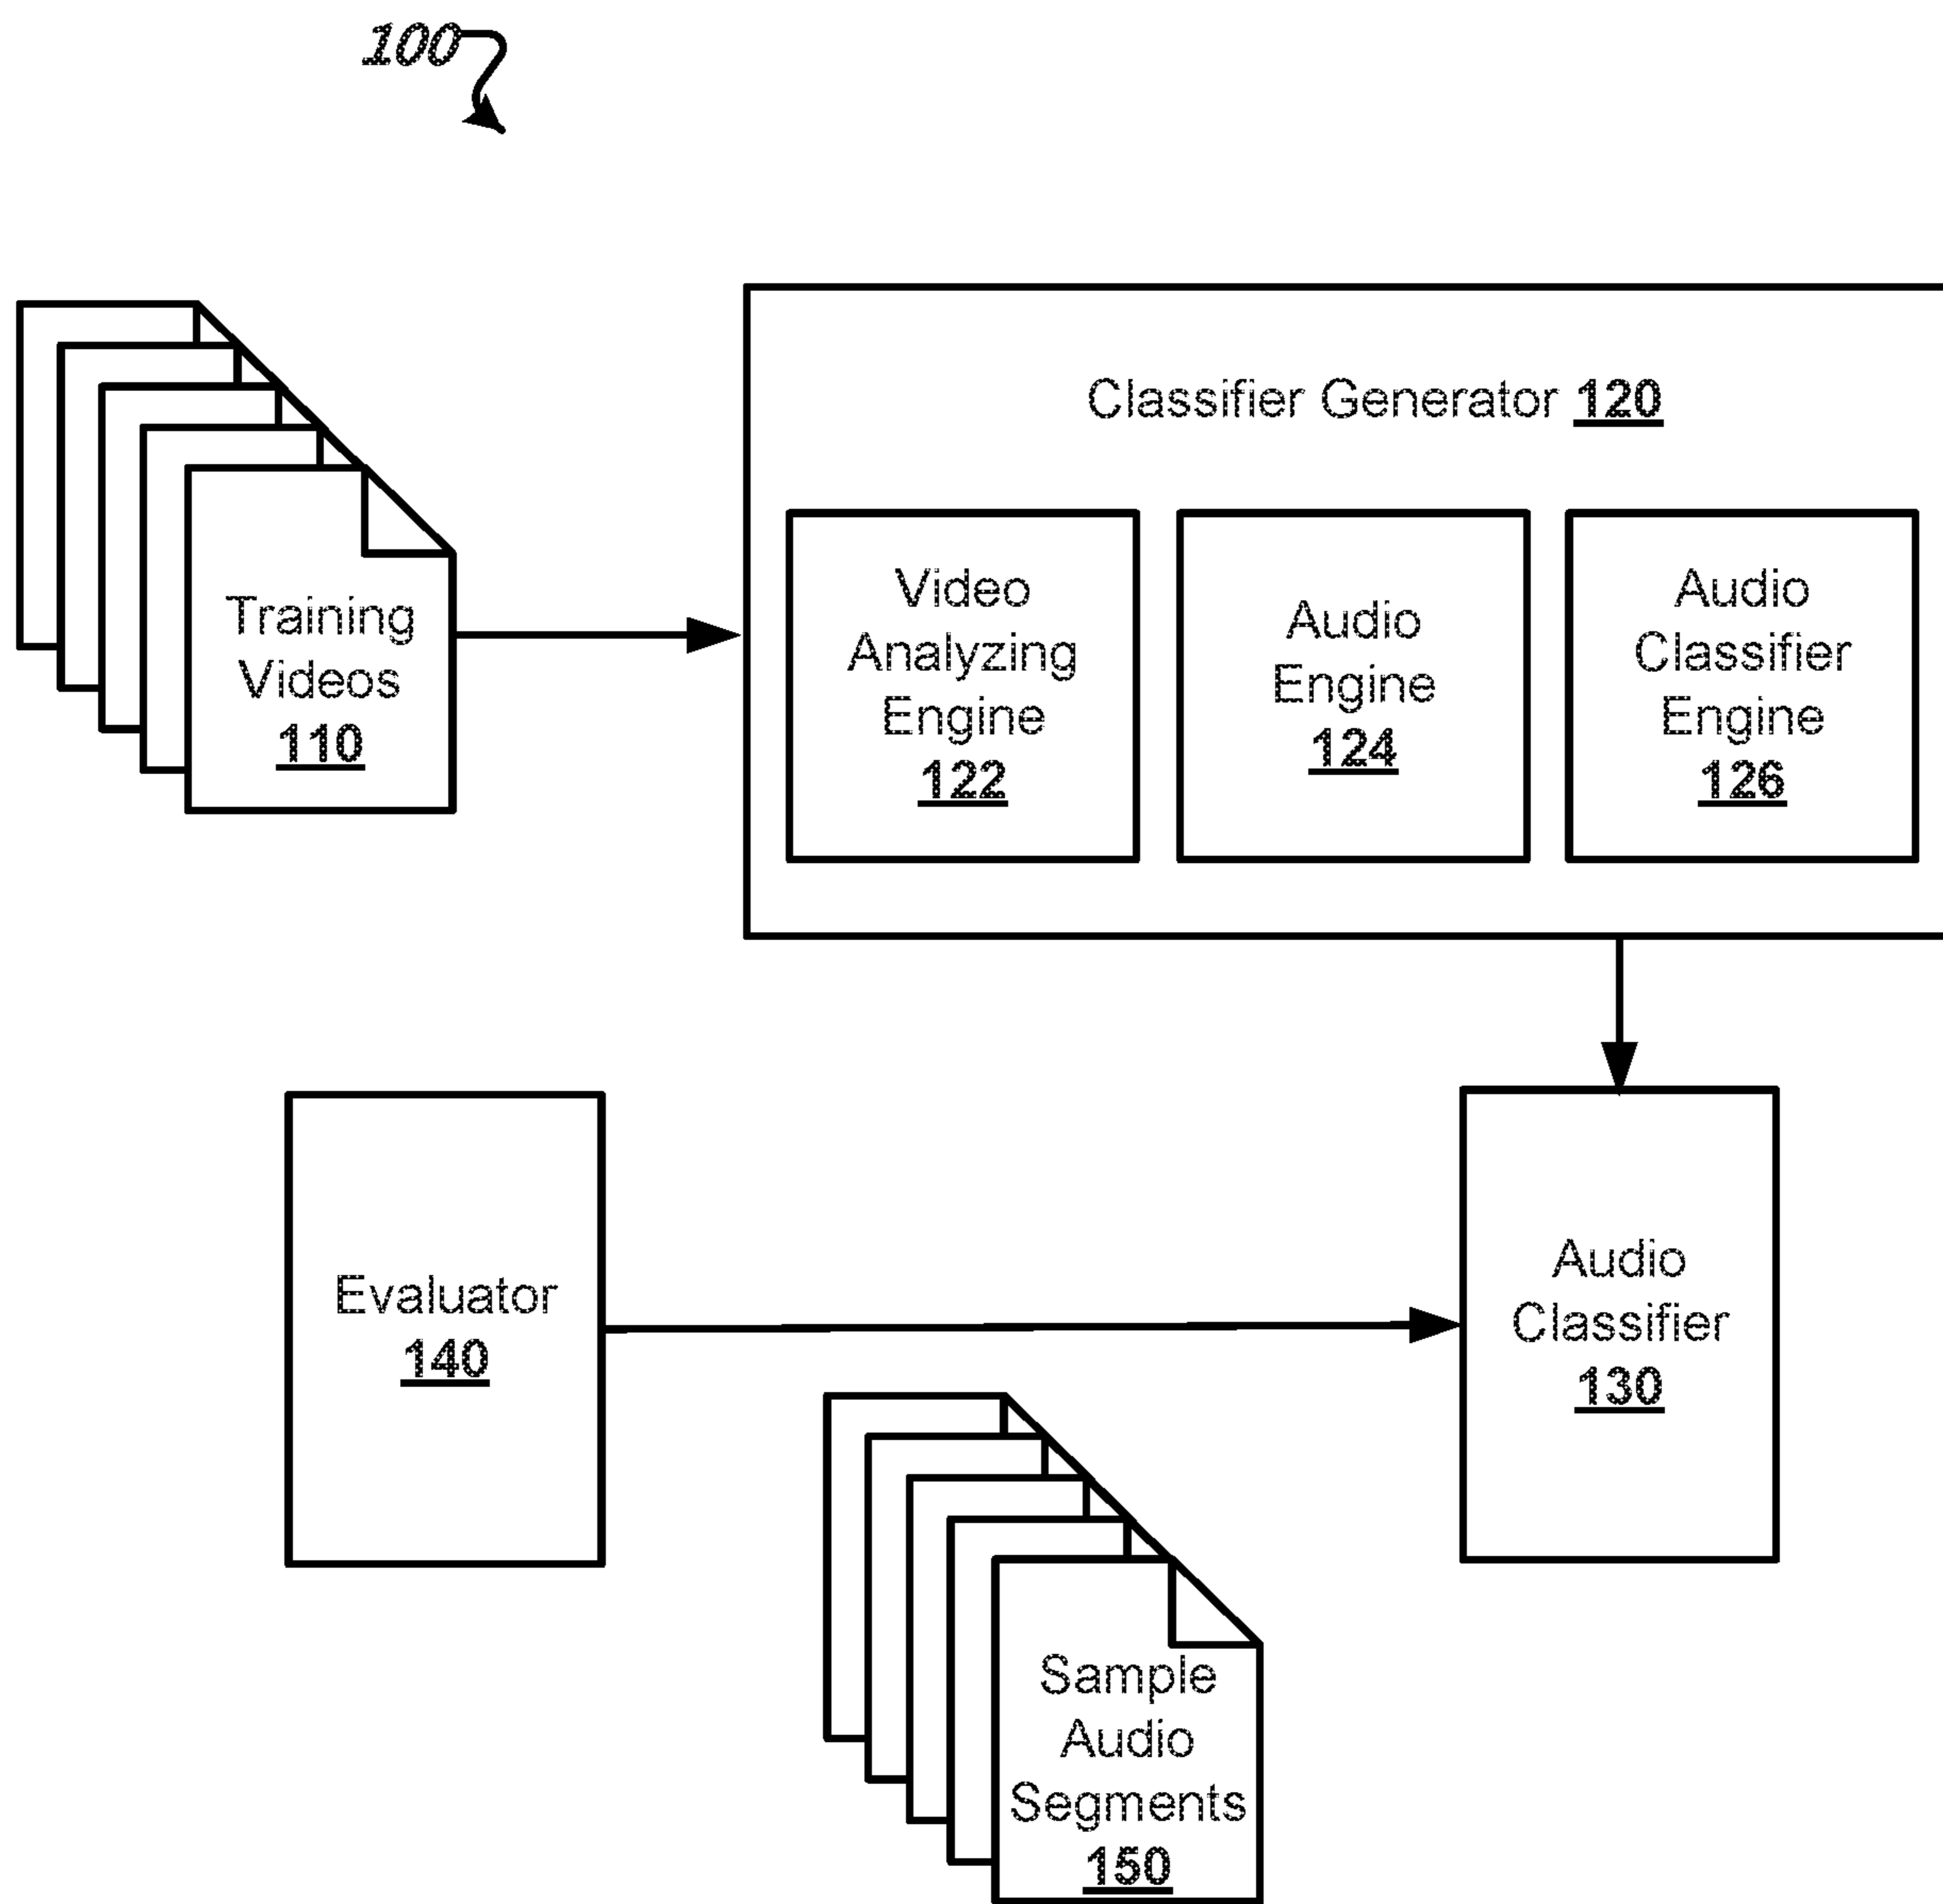 100
Classifier Generator 120
Training
Videos
110
Video
Analyzing
Engine
122
Audio
Engine
124
Audio
Classifier
Engine
126
Evaluator
140
Audio
Classifier
130
Sample
Audio
Segments
150